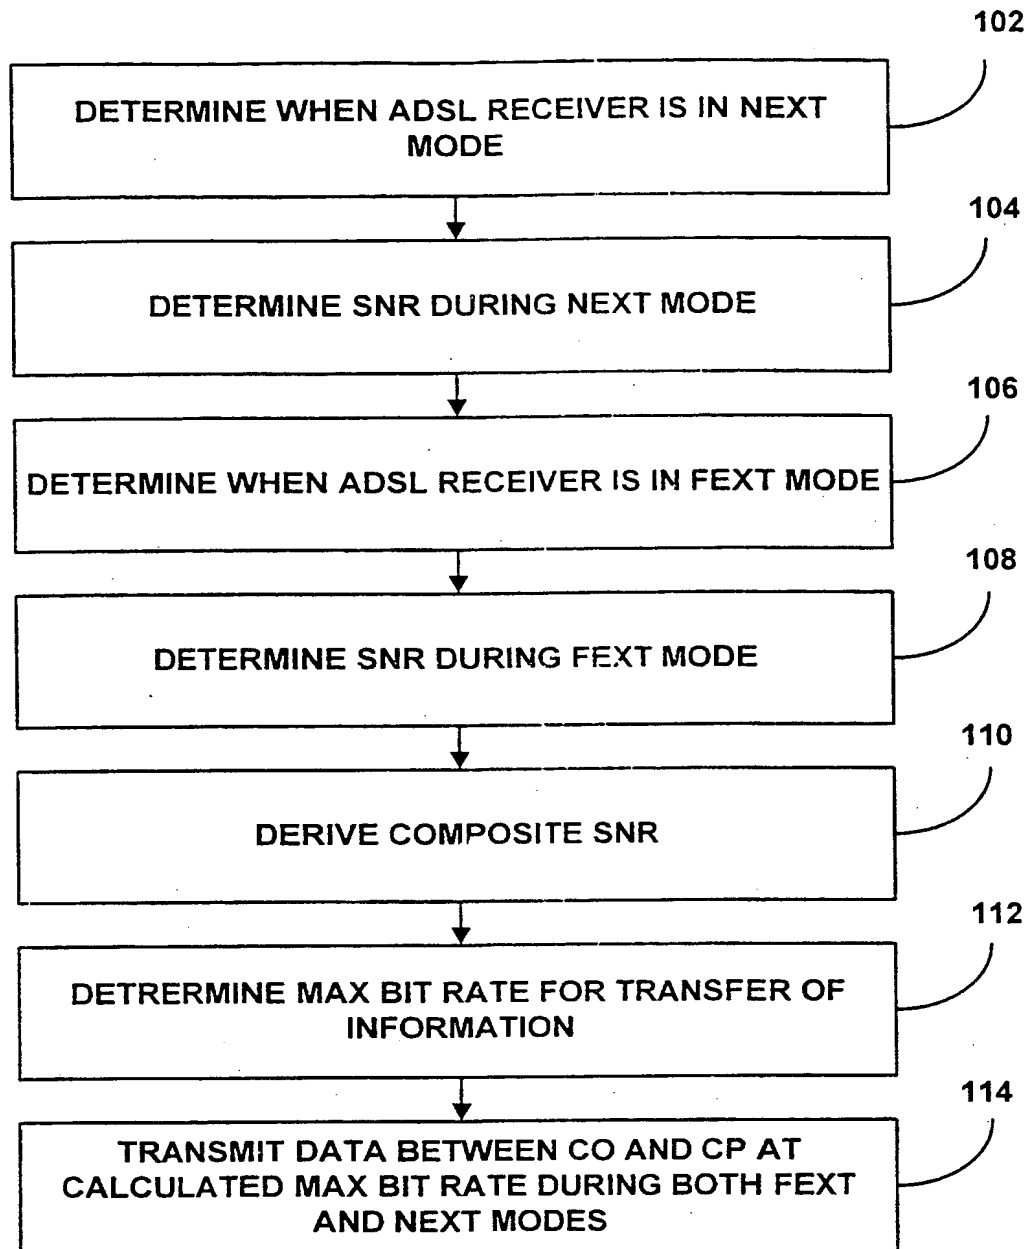 102
DETERMINE WHEN ADSL RECEIVER IS IN NEXT
MODE
104
DETERMINE SNR DURING NEXT MODE
106
DETERMINE WHEN ADSL RECEIVER IS IN FEXT MODE
108
DETERMINE SNR DURING FEXT MODE
110
DERIVE COMPOSITE SNR
112
DETRERMINE MAX BIT RATE FOR TRANSFER OF
INFORMATION
114
TRANSMIT DATA BETWEEN CO AND CP AT
CALCULATED MAX BIT RATE DURING BOTH FEXT
AND NEXT MODES